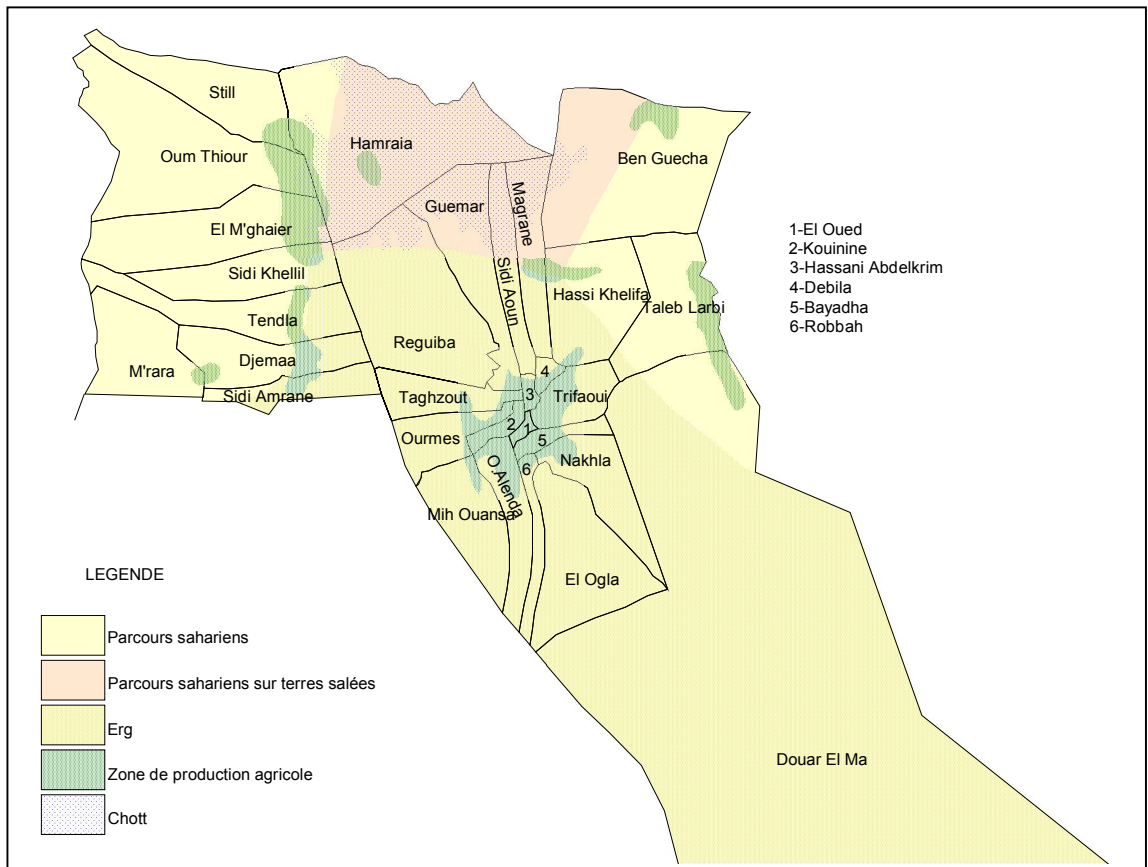 Still
Oum Thiour
Hamraia
Ben Guecha
El M'ghaier
Guemar
Magrane
Sidi Khellil
Sidi Aoun
Hassi Khelifa
Taleb Larbi
Tendla
Reguiba
Djemaa
M'rara
Sidi Amrane
Taghzout
Trifaoui
Ourmes
Nakhla
O.Alenda
Mih Ouansa
El Ogla
Douar El Ma
4
3
2
1
5
6
1-El Oued
2-Kouinine
3-Hassani Abdelkrim
4-Debila
5-Bayadha
6-Robbah
LEGENDE
Parcours sahariens
Parcours sahariens sur terres salées
Erg
Zone de production agricole
Chott